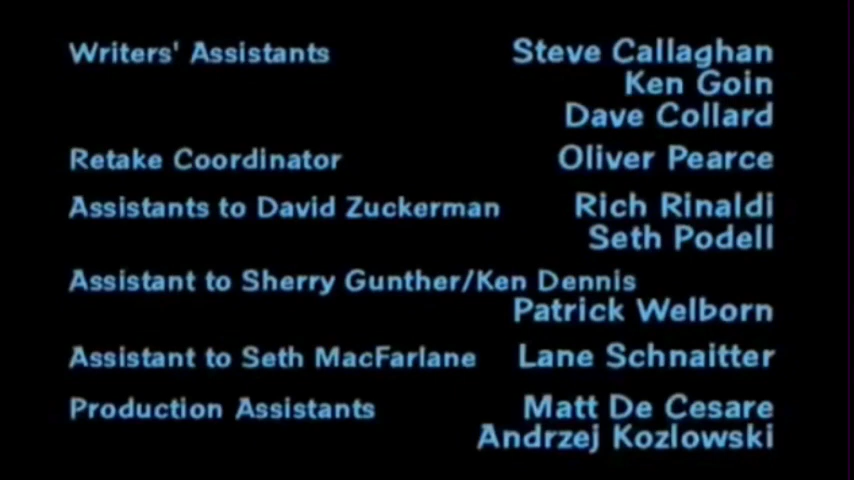 Writers' Assistants Steve Callaghan
Ken Goin
Dave Collard
Retake Coordinator Oliver Pearce
Assistants to David Zuckerman Rich Rinaldi
Seth Podell
Assistant to Sherry Gunther/Ken Dennis
Patrick Welborn
Assistant to Seth MacFarlane Lane Schnaitter
Production Assistants Matt De Cesare
Andrzej Kozlowski